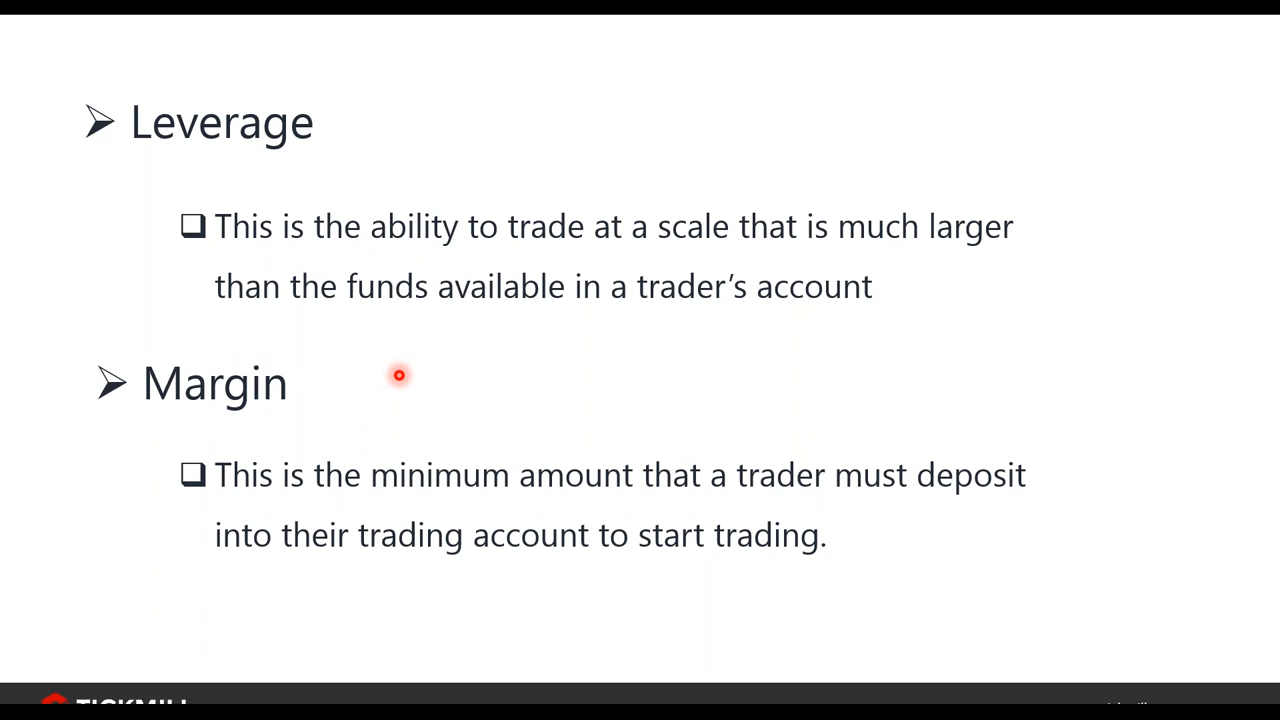 Leverage
This is the ability to trade at a scale that is much larger
than the funds available in a trader’s account
Margin
This is the minimum amount that a trader must deposit
into their trading account to start trading.
TICKMILL